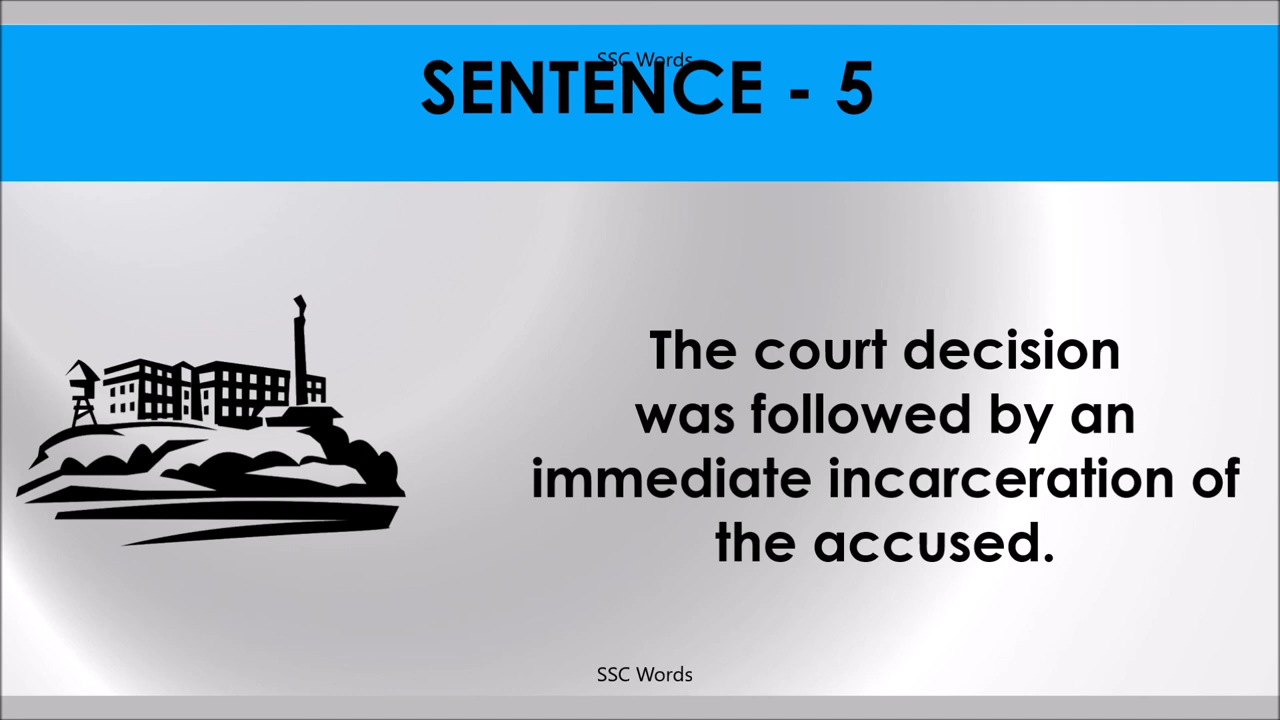 SSC Words
SENTENCE - 5
The court decision
was followed by an
immediate incarceration of
the accused.
SSC Words